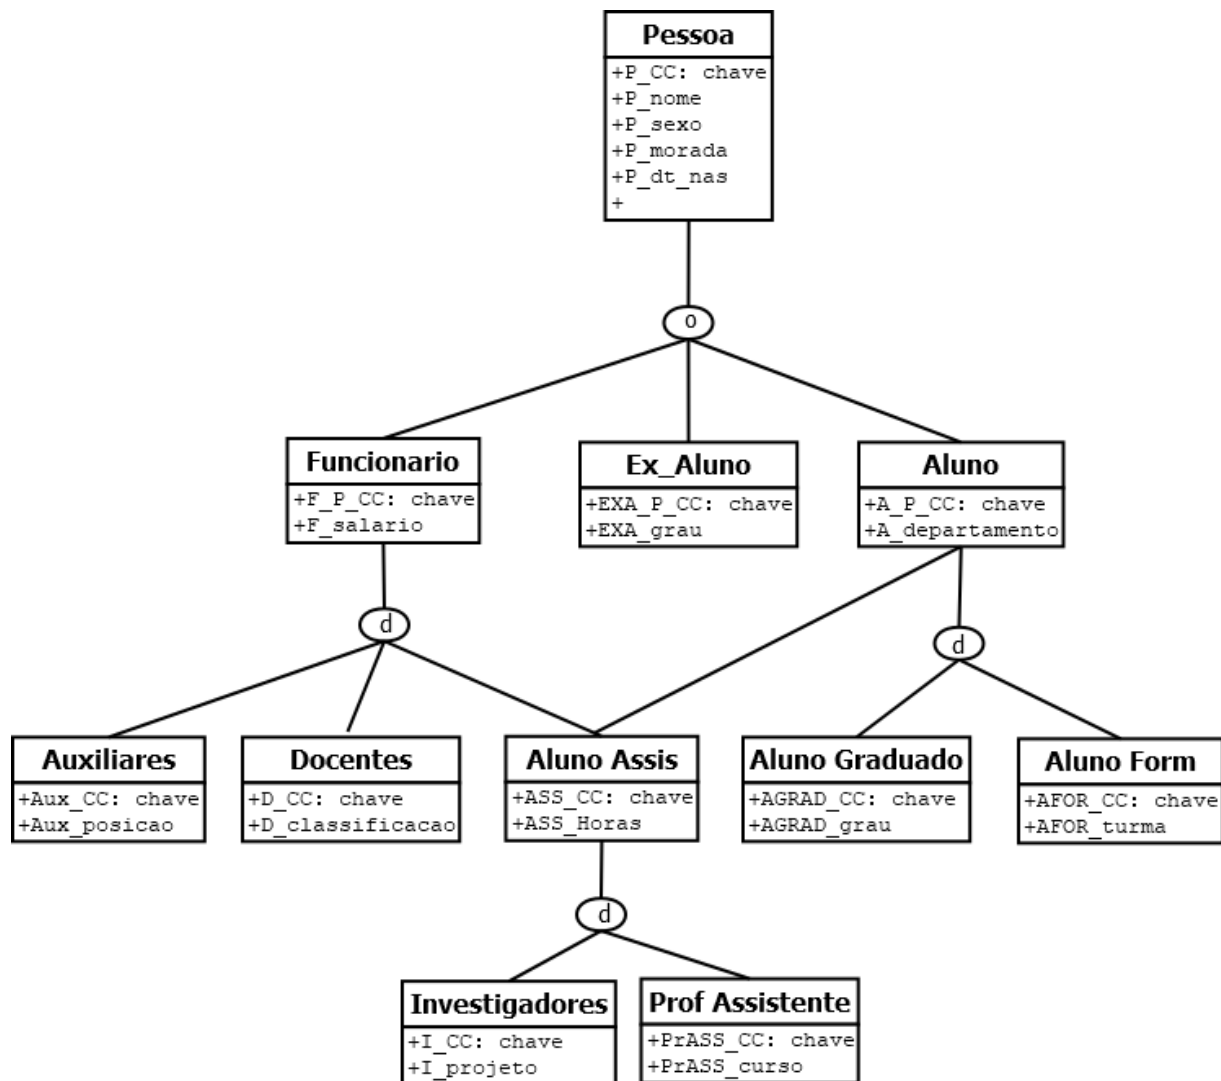 Pessoa
+P_CC: chave
+P_nome
+P_sexo
+P_morada
+P_dt_nas
+
o
Funcionario
+F_P_CC: chave
+F_salario
Ex_Aluno
+EXA_P_CC: chave
+EXA_grau
Aluno
+A_P_CC: chave
+A_departamento
d
d
Auxiliares
+Aux_CC: chave
+Aux_posicao
Docentes
+D_CC: chave
+D_classificacao
Aluno Assis
+ASS_CC: chave
+ASS_Horas
Aluno Graduado
+AGRAD_CC: chave
+AGRAD_grau
Aluno Form
+AFOR_CC: chave
+AFOR_turma
d
Investigadores
+I_CC: chave
+I_projeto
Prof Assistente
+PrASS_CC: chave
+PrASS_curso